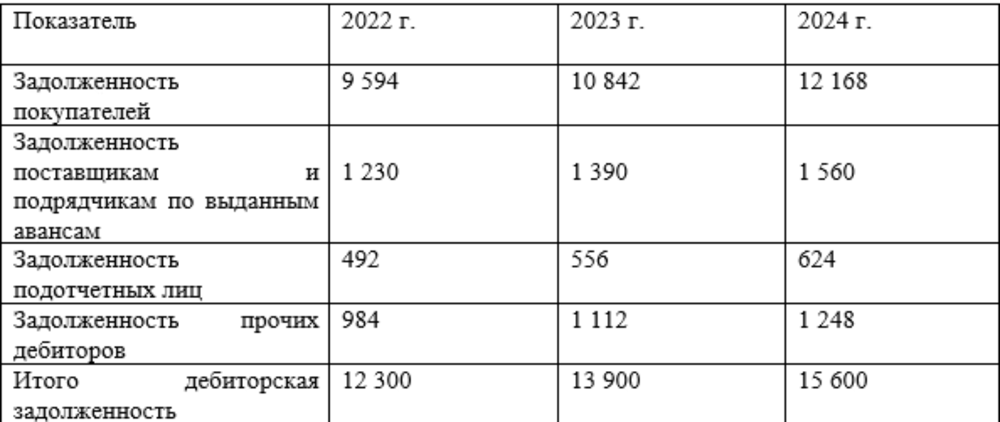 Показатель 2022 г. 2023 г. 2024 г.
Задолженность 9 594 10 842 12 168
покупателей
Задолженность
поставщикам и 1 230 1 390 1 560
подрядчикам по выданным
авансам
Задолженность 492 556 624
подотчетных лиц
Задолженность прочих 984 1 112 1 248
дебиторов
Итого дебиторская 12 300 13 900 15 600
задолженность